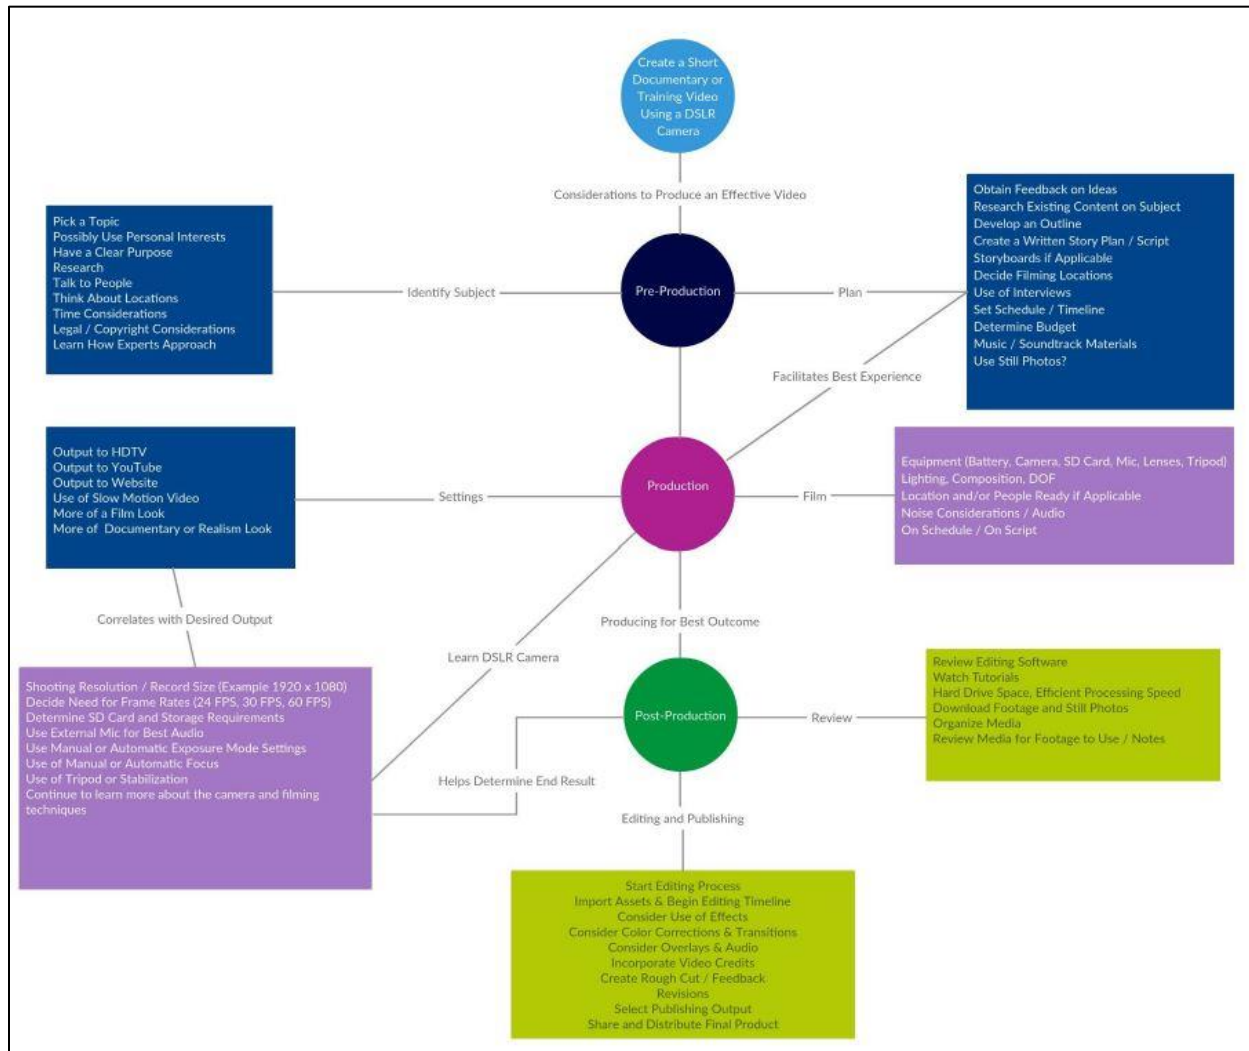 Create a Short
Documentary or
Training Video
Using a DSLR
Camera
Considerations to Produce an Effective Video
Pick a Topic
Possibly Use Personal Interests
Have a Clear Purpose
Research
Talk to People
Think About Locations
Time Considerations
Legal / Copyright Considerations
Learn How Experts Approach
Identify Subject
Pre-Production
Plan
Obtain Feedback on Ideas
Research Existing Content on Subject
Develop an Outline
Create a Written Story Plan / Script
Storyboards if Applicable
Decide Filming Locations
Use of Interviews
Set Schedule / Timeline
Determine Budget
Music / Soundtrack Materials
Use Still Photos?
Facilitates Best Experience
Output to HDTV
Output to YouTube
Output to Website
Use of Slow Motion Video
More of a Film Look
More of Documentary or Realism Look
Settings
Production
Film
Equipment (Battery, Camera, SD Card, Mic, Lenses, Tripod)
Lighting, Composition, DOF
Location and/or People Ready if Applicable
Noise Considerations / Audio
On Schedule / On Script
Correlates with Desired Output
Producing for Best Outcome
Learn DSLR Camera
Shooting Resolution / Record Size (Example 1920 x 1080)
Decide Need for Frame Rates (24 FPS, 30 FPS, 60 FPS)
Determine SD Card and Storage Requirements
Use External Mic for Best Audio
Use Manual or Automatic Exposure Mode Settings
Use of Manual or Automatic Focus
Use of Tripod or Stabilization
Continue to learn more about the camera and filming
techniques
Post-Production
Review
Review Editing Software
Watch Tutorials
Hard Drive Space, Efficient Processing Speed
Download Footage and Still Photos
Organize Media
Review Media for Footage to Use / Notes
Helps Determine End Result
Editing and Publishing
Start Editing Process
Import Assets & Begin Editing Timeline
Consider Use of Effects
Consider Color Corrections & Transitions
Consider Overlays & Audio
Incorporate Video Credits
Create Rough Cut / Feedback
Revisions
Select Publishing Output
Share and Distribute Final Product